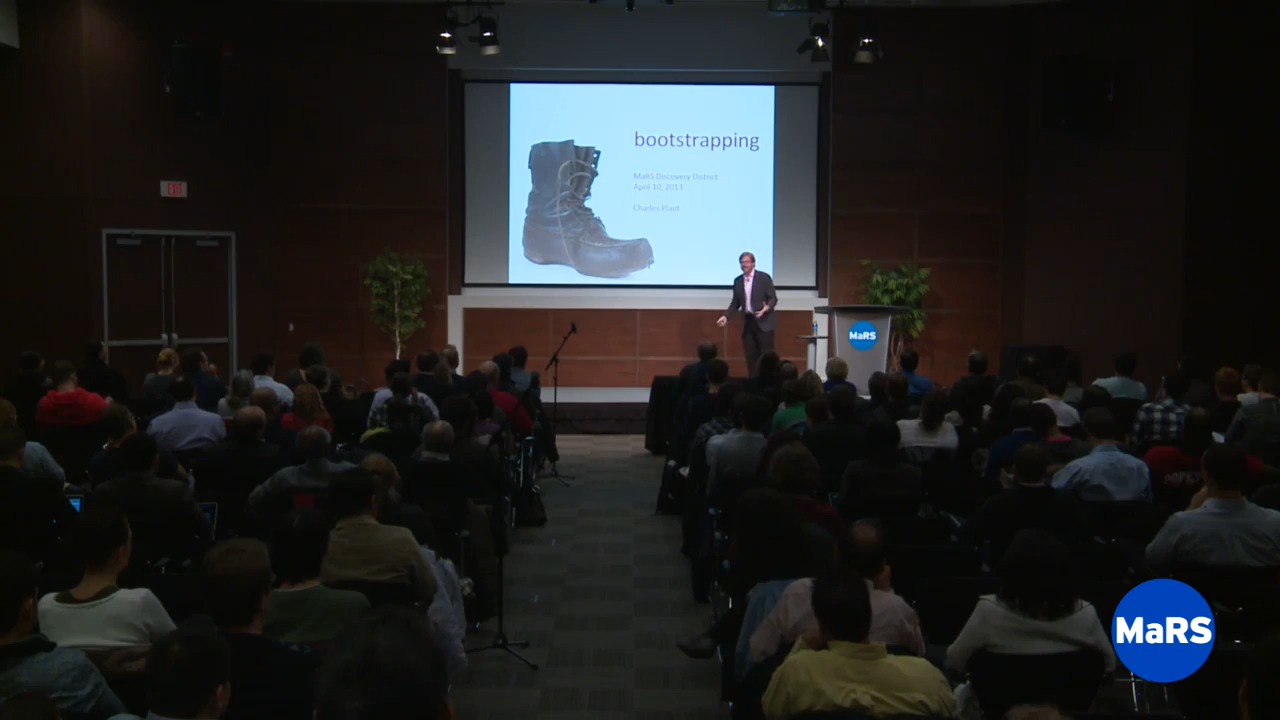 bootstrapping
MaRS Discovery District
April 10, 2013
Charles Plant
EXIT
MaRS
MaRS